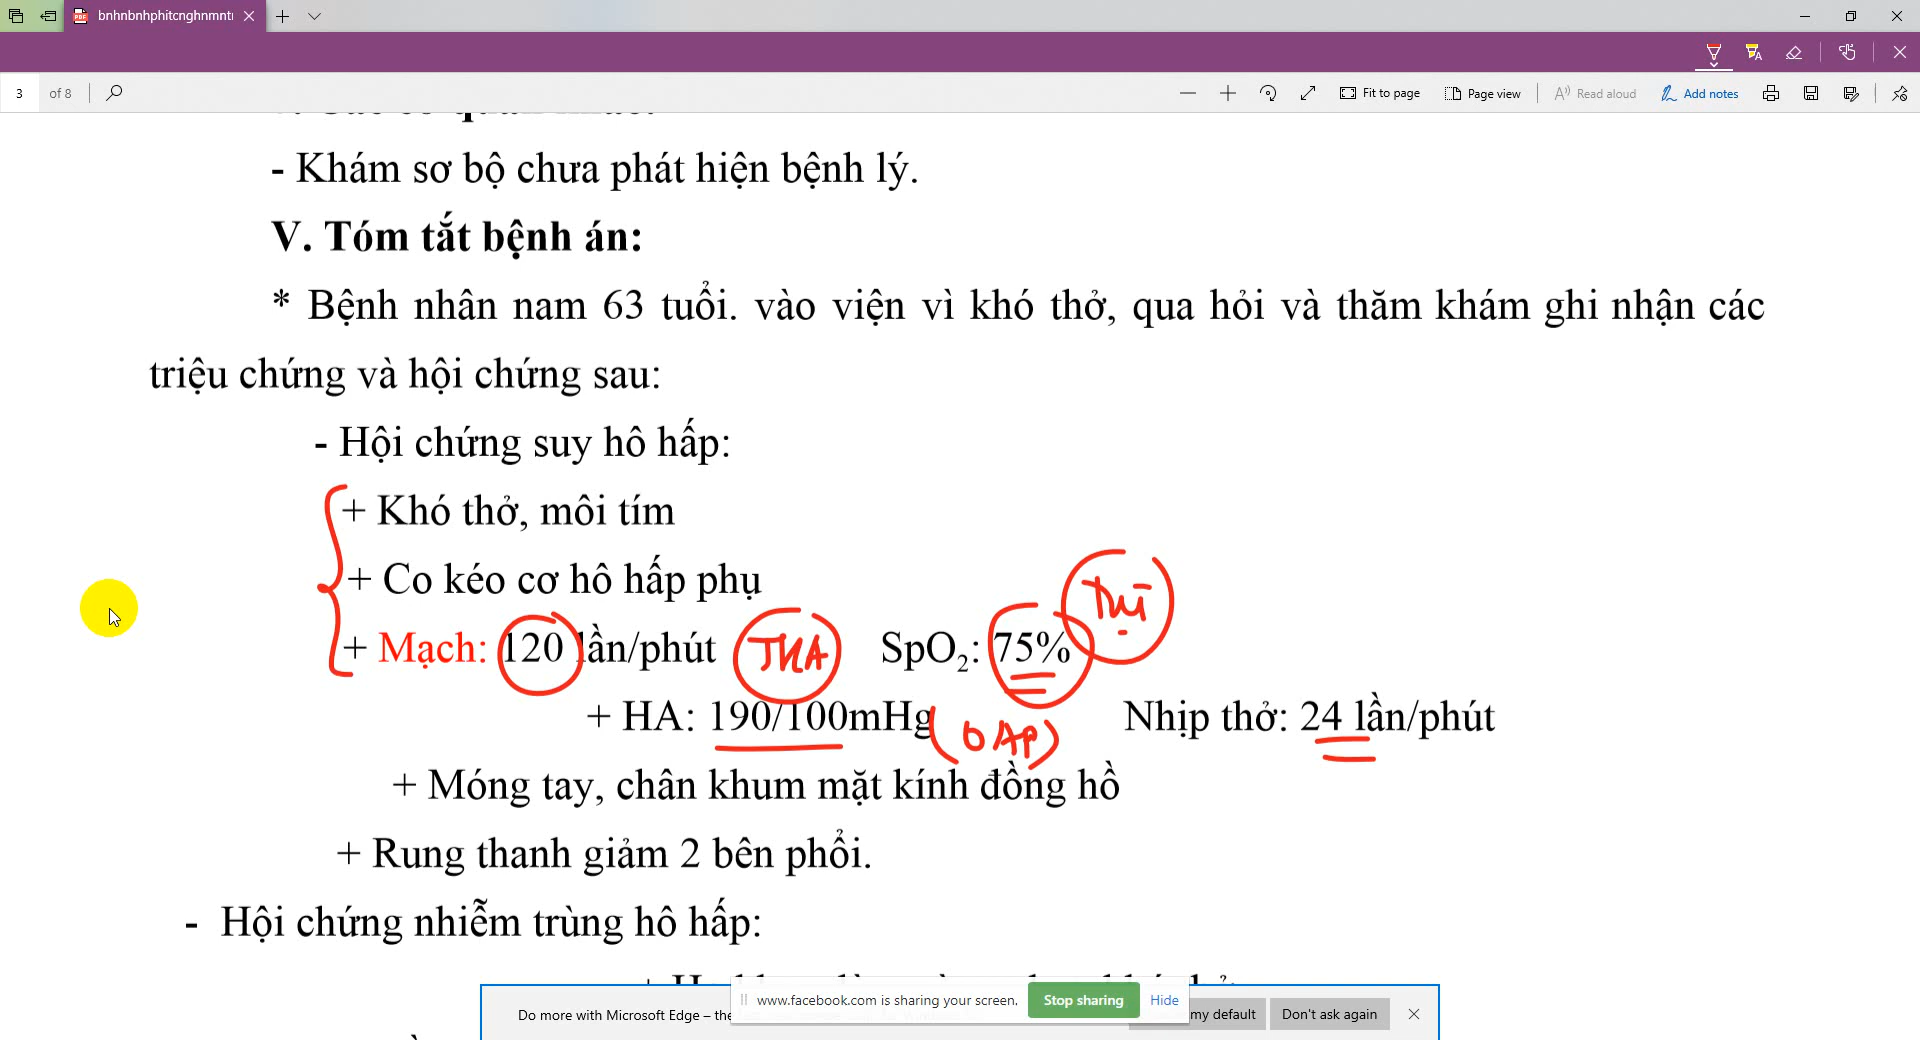 bnhnbnhphitcnghnmnt
3 of 8
Fit to page
Page view
Read aloud
Add notes
- Khám sơ bộ chưa phát hiện bệnh lý.
V. Tóm tắt bệnh án:
* Bệnh nhân nam 63 tuổi. vào viện vì khó thở, qua hỏi và thăm khám ghi nhận các
triệu chứng và hội chứng sau:
- Hội chứng suy hô hấp:
+ Khó thở, môi tím
+ Co kéo cơ hô hấp phụ
+ Mạch: 120 lần/phút THA SpO2: 75%
+ HA: 190/100mHg Nhịp thở: 24 lần/phút
+ Móng tay, chân khum mặt kính đồng hồ
+ Rung thanh giảm 2 bên phổi.
- Hội chứng nhiễm trùng hô hấp:
www.facebook.com is sharing your screen. Stop sharing Hide
Do more with Microsoft Edge – the my default Don't ask again